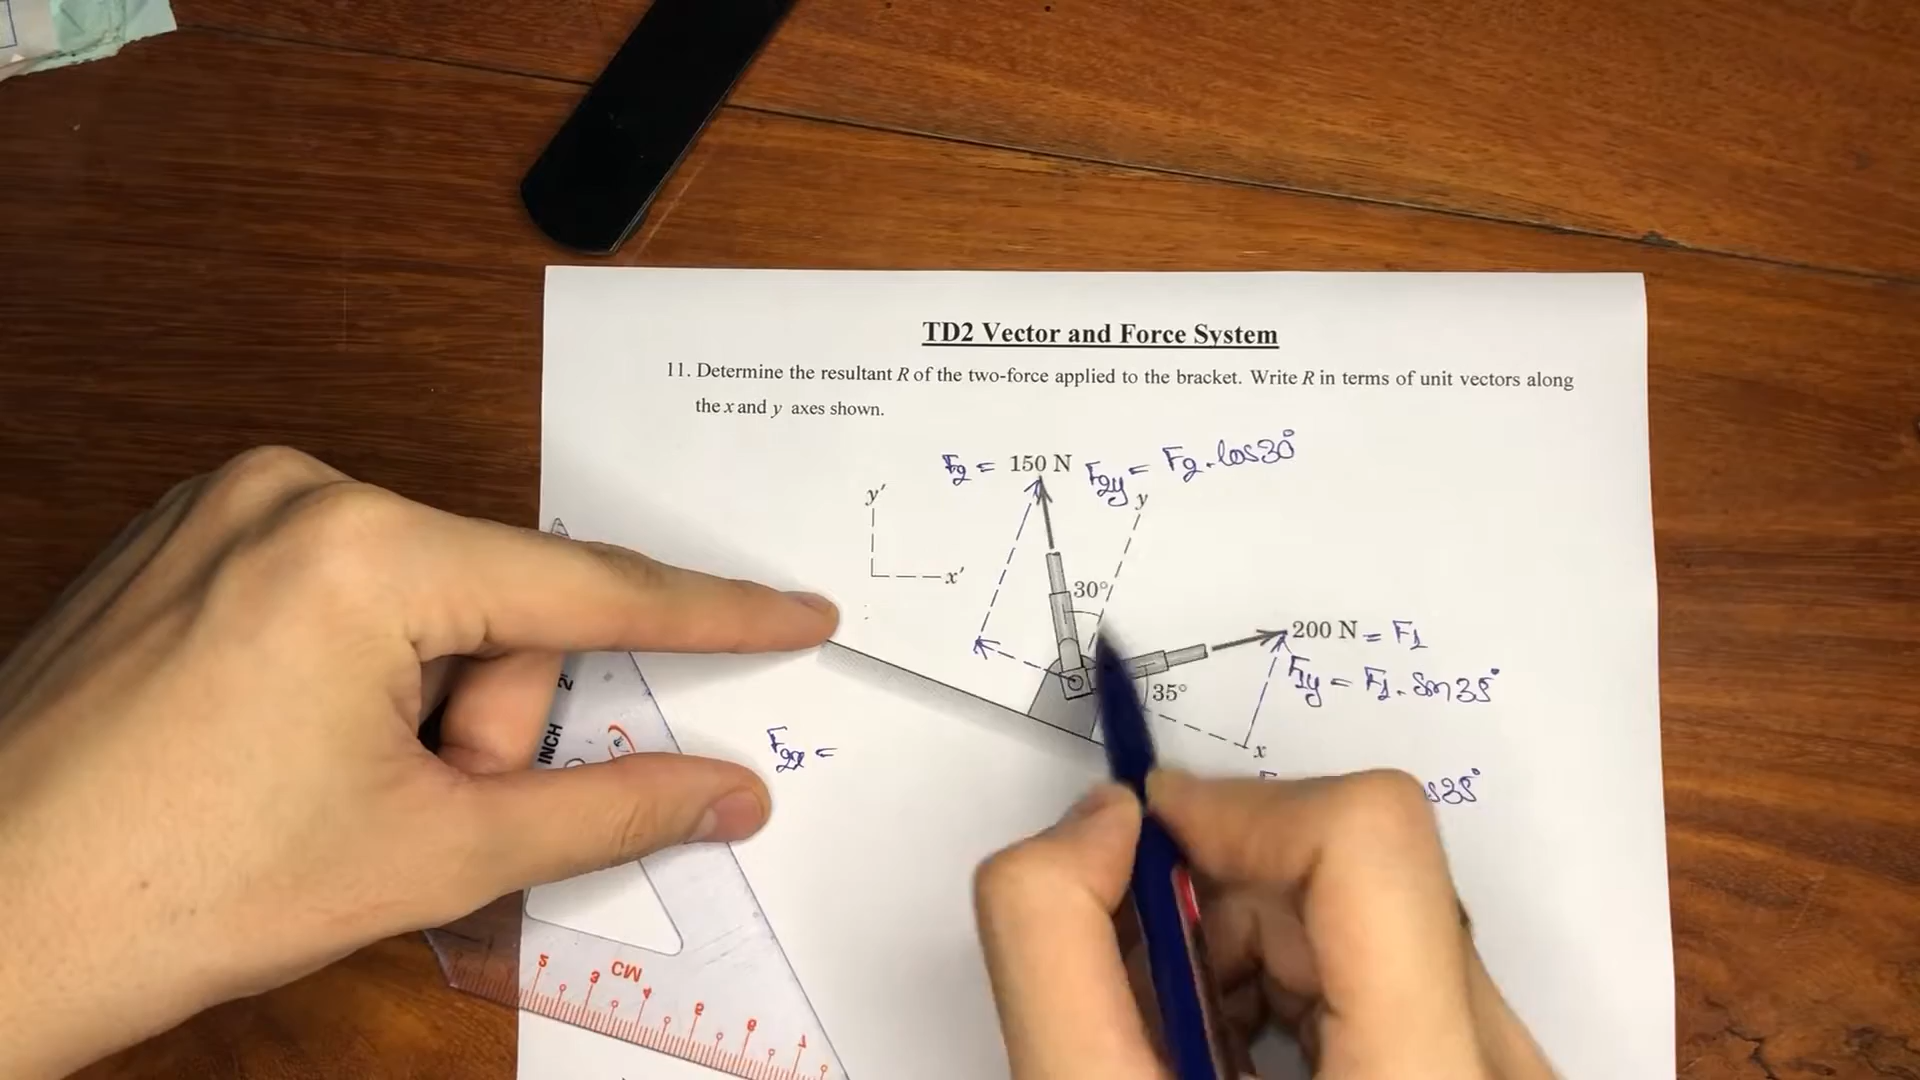 TD2 Vector and Force System
11. Determine the resultant R of the two-force applied to the bracket. Write R in terms of unit vectors along
the x and y axes shown.
F2 = 150 N
F2y = F2.cos30°
y'
y
x'
30°
200 N = F1
F1y = F1.sin35°
35°
x
F2x =
os35°
INCH
2
CM